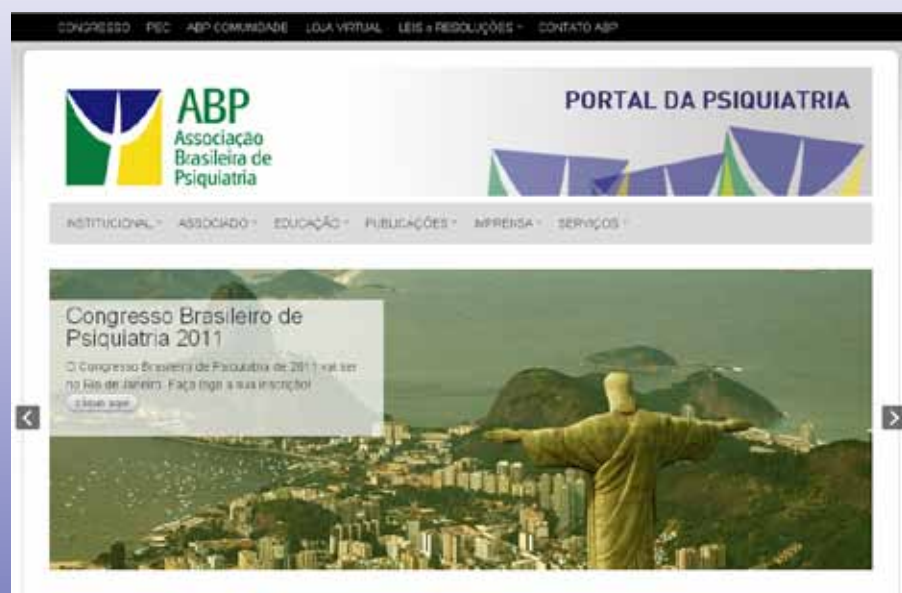 CONGRESSO PEC ABP COMUNIDADE LOJA VIRTUAL LEIS e RESOLUÇÕES CONTATO ABP
ABP
Associação
Brasileira de
Psiquiatria
PORTAL DA PSIQUIATRIA
INSTITUCIONAL ASSOCIADO EDUCAÇÃO PUBLICAÇÕES IMPRENSA SERVIÇOS
Congresso Brasileiro de
Psiquiatria 2011
O Congresso Brasileiro de Psiquiatria de 2011 vai ser
no Rio de Janeiro. Faça logo a sua inscrição!
clique aqui